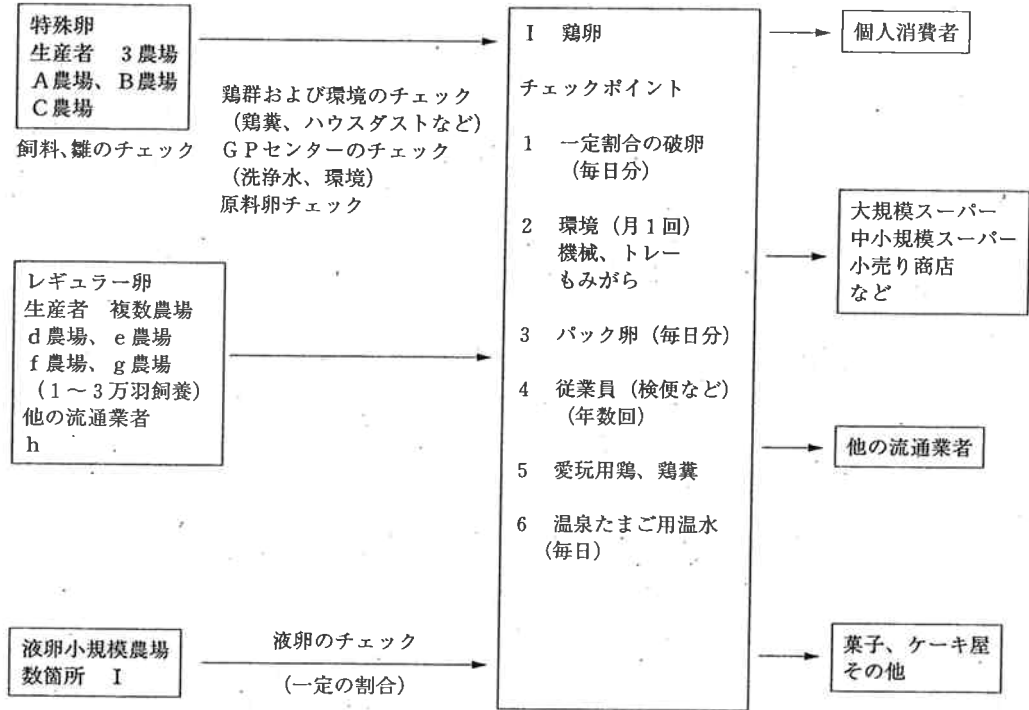 特殊卵
生産者　3農場
A農場、B農場
C農場
飼料、雛のチェック
鶏群および環境のチェック
(鶏糞、ハウスダストなど)
GPセンターのチェック
(洗浄水、環境)
原料卵チェック
レギュラー卵
生産者　複数農場
d農場、e農場
f農場、g農場
(1〜3万羽飼養)
他の流通業者
h
液卵小規模農場
数箇所　I
液卵のチェック
(一定の割合)
I　鶏卵
チェックポイント
1　一定割合の破卵
(毎日分)
2　環境(月1回)
機械、トレー
もみがら
3　パック卵(毎日分)
4　従業員(検便など)
(年数回)
5　愛玩用鶏、鶏糞
6　温泉たまご用温水
(毎日)
個人消費者
大規模スーパー
中小規模スーパー
小売り商店
など
他の流通業者
菓子、ケーキ屋
その他